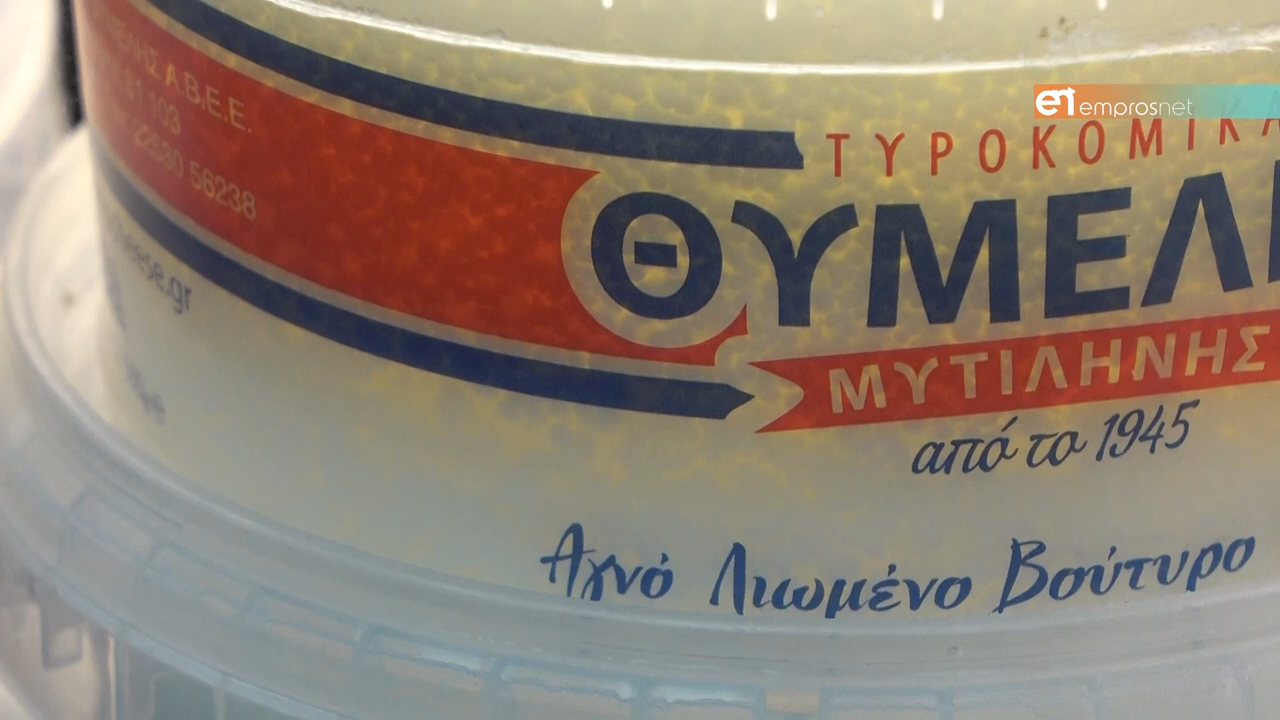 emprosnet
Α.Β.Ε.Ε.
81 103
22530 56238
ΤΥΡΟΚΟΜΙΚΑ
ΘΥΜΕΛΗ
ΜΥΤΙΛΗΝΗΣ
από το 1945
Αγνό Λιωμένο Βούτυρο